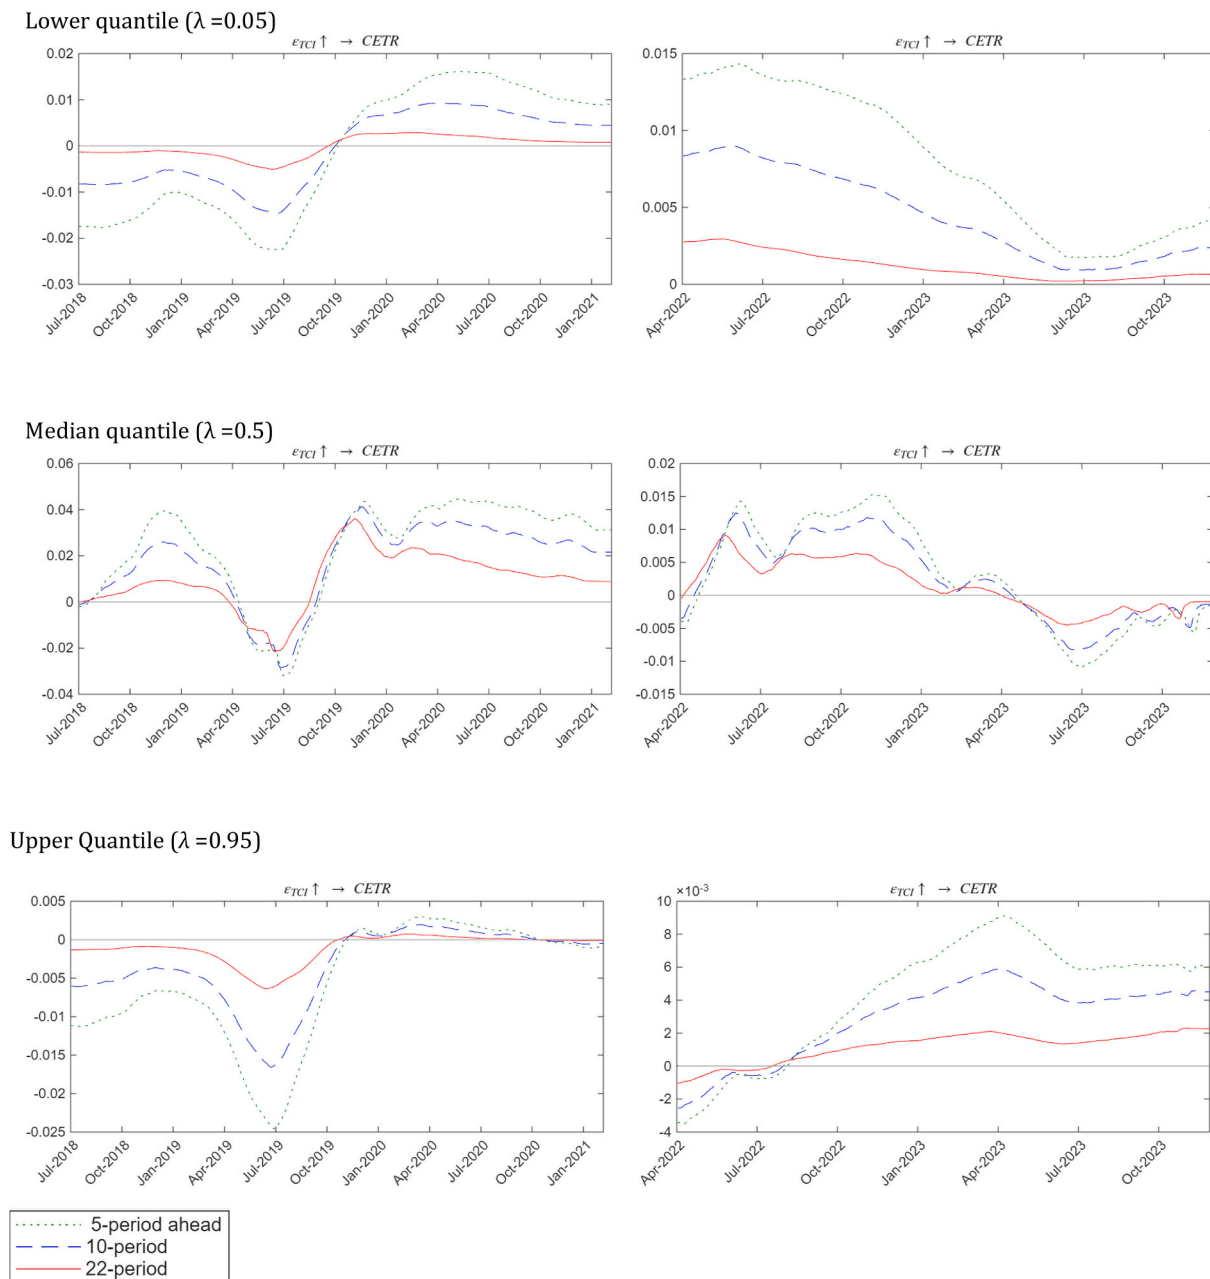 Lower quantile (λ =0.05)
ε_TCI ↑ → CETR
0.02
0.01
0
-0.01
-0.02
-0.03
Jul-2018
Oct-2018
Jan-2019
Apr-2019
Jul-2019
Oct-2019
Jan-2020
Apr-2020
Jul-2020
Oct-2020
Jan-2021
ε_TCI ↑ → CETR
0.015
0.01
0.005
0
Apr-2022
Jul-2022
Oct-2022
Jan-2023
Apr-2023
Jul-2023
Oct-2023
Median quantile (λ =0.5)
ε_TCI ↑ → CETR
0.06
0.04
0.02
0
-0.02
-0.04
Jul-2018
Oct-2018
Jan-2019
Apr-2019
Jul-2019
Oct-2019
Jan-2020
Apr-2020
Jul-2020
Oct-2020
Jan-2021
ε_TCI ↑ → CETR
0.02
0.015
0.01
0.005
0
-0.005
-0.01
-0.015
Apr-2022
Jul-2022
Oct-2022
Jan-2023
Apr-2023
Jul-2023
Oct-2023
Upper Quantile (λ =0.95)
ε_TCI ↑ → CETR
0.005
0
-0.005
-0.01
-0.015
-0.02
-0.025
Jul-2018
Oct-2018
Jan-2019
Apr-2019
Jul-2019
Oct-2019
Jan-2020
Apr-2020
Jul-2020
Oct-2020
Jan-2021
×10⁻³
ε_TCI ↑ → CETR
10
8
6
4
2
0
-2
-4
Apr-2022
Jul-2022
Oct-2022
Jan-2023
Apr-2023
Jul-2023
Oct-2023
5-period ahead
10-period
22-period